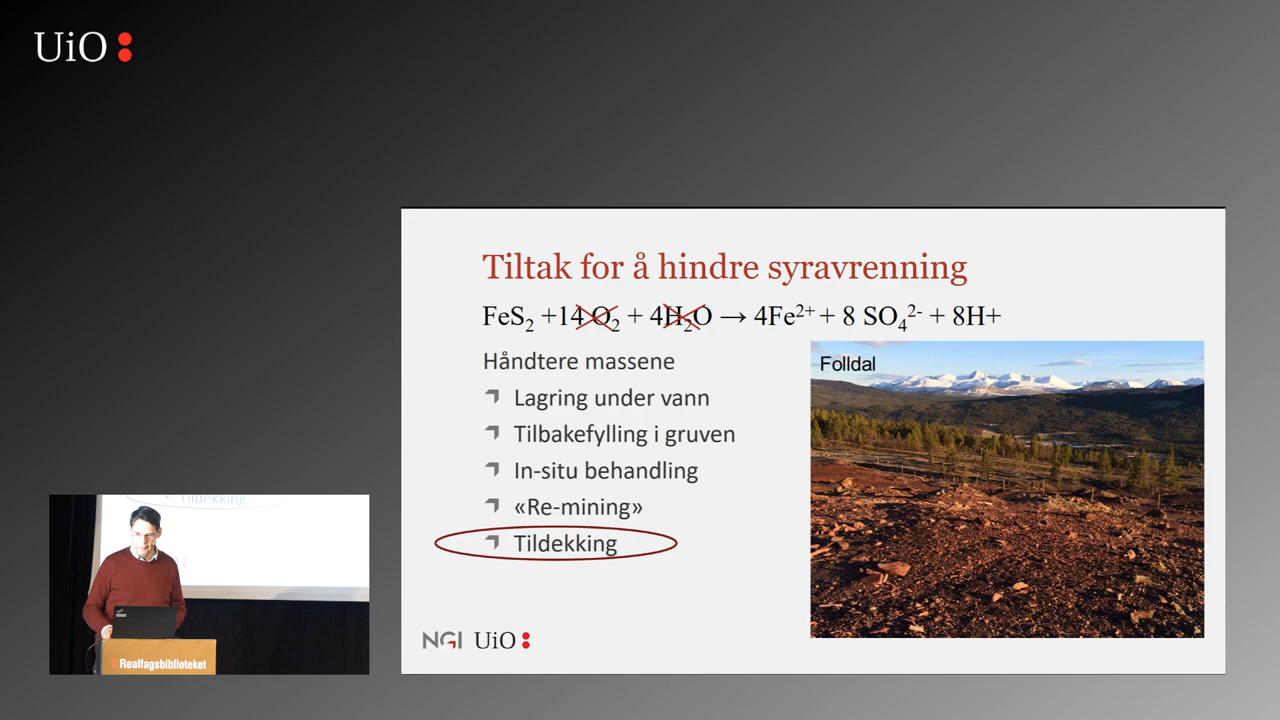 UiO
Tiltak for å hindre syravrenning
FeS₂ +14 O₂ + 4H₂O → 4Fe²⁺ + 8 SO₄²⁻ + 8H+
Håndtere massene
Lagring under vann
Tilbakefylling i gruven
In-situ behandling
«Re-mining»
Tildekking
Folldal
NGI UiO
Tildekking
Realfagsbiblioteket